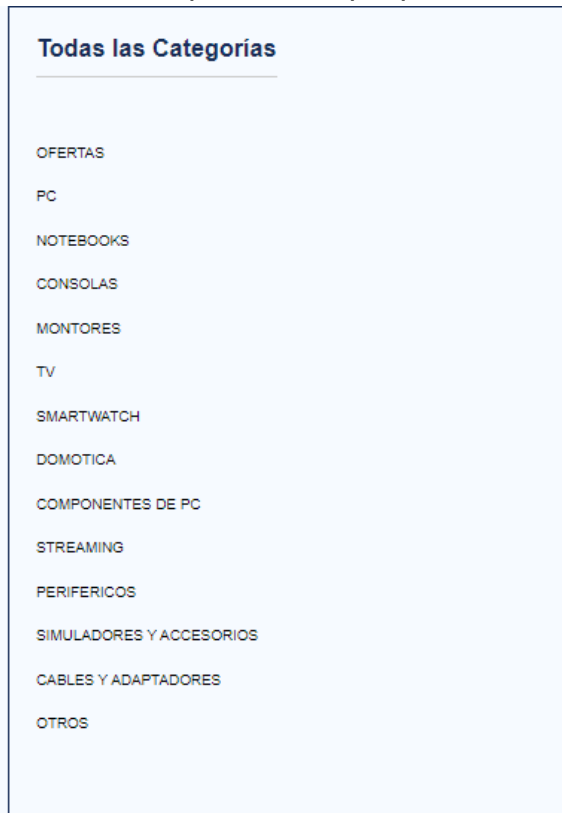 Todas las Categorías
OFERTAS
PC
NOTEBOOKS
CONSOLAS
MONTORES
TV
SMARTWATCH
DOMOTICA
COMPONENTES DE PC
STREAMING
PERIFERICOS
SIMULADORES Y ACCESORIOS
CABLES Y ADAPTADORES
OTROS